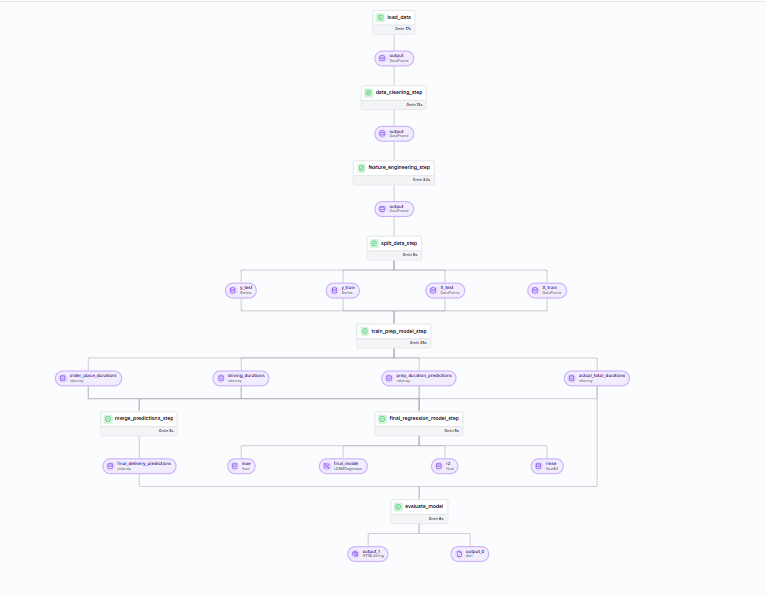 load_data
0min 17s
output
DataFrame
data_cleaning_step
0min 12s
output
DataFrame
feature_engineering_step
0min 34s
output
DataFrame
split_data_step
0min 8s
y_test
Series
y_train
Series
X_test
DataFrame
X_train
DataFrame
train_prep_model_step
0min 28s
order_place_durations
ndarray
driving_durations
ndarray
prep_duration_predictions
ndarray
actual_total_durations
ndarray
merge_predictions_step
0min 3s
final_regression_model_step
0min 5s
final_delivery_predictions
ndarray
mae
float
final_model
LGBMRegressor
r2
float
rmse
float64
evaluate_model
0min 8s
output_1
HTMLString
output_0
dict